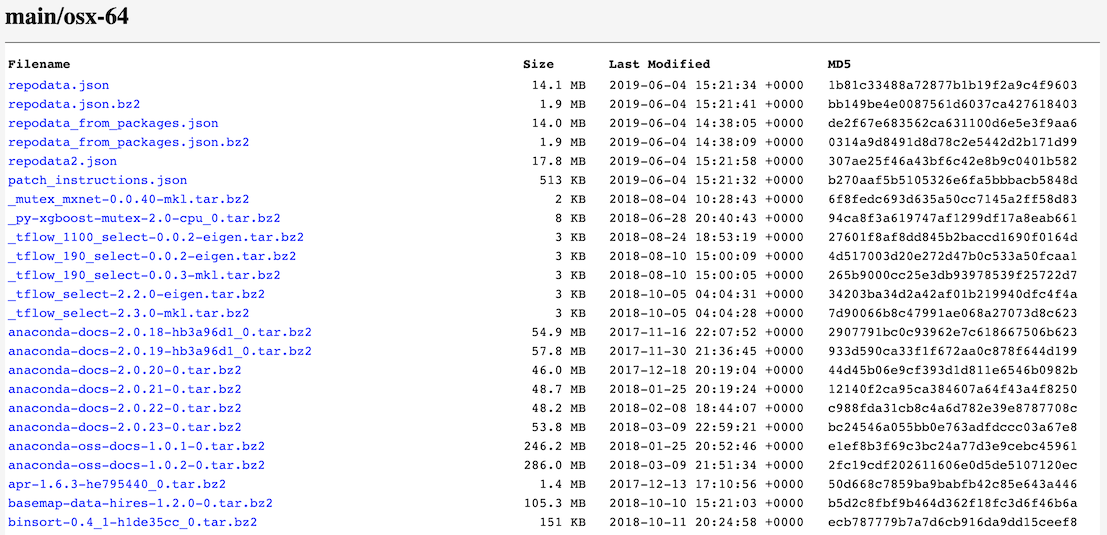 main/osx-64
Filename Size Last Modified MD5
repodata.json 14.1 MB 2019-06-04 15:21:34 +0000 1b81c33488a72877b1b19f2a9c4f9603
repodata.json.bz2 1.9 MB 2019-06-04 15:21:41 +0000 bb149be4e0087561d6037ca427618403
repodata_from_packages.json 14.0 MB 2019-06-04 14:38:05 +0000 de2f67e683562ca631100d6e5e3f9aa6
repodata_from_packages.json.bz2 1.9 MB 2019-06-04 14:38:09 +0000 0314a9d8491d8d78c2e5442d2b171d99
repodata2.json 17.8 MB 2019-06-04 15:21:58 +0000 307ae25f46a43bf6c42e8b9c0401b582
patch_instructions.json 513 KB 2019-06-04 15:21:32 +0000 b270aaf5b5105326e6fa5bbbacb5848d
_mutex_mxnet-0.0.40-mkl.tar.bz2 2 KB 2018-08-04 10:28:43 +0000 6f8fedc693d635a50cc7145a2ff58d83
_py-xgboost-mutex-2.0-cpu_0.tar.bz2 8 KB 2018-06-28 20:40:43 +0000 94ca8f3a619747af1299df17a8eab661
_tflow_1100_select-0.0.2-eigen.tar.bz2 3 KB 2018-08-24 18:53:19 +0000 27601f8af8dd845b2baccd1690f0164d
_tflow_190_select-0.0.2-eigen.tar.bz2 3 KB 2018-08-10 15:00:09 +0000 4d517003d20e272d47b0c533a50fcaa1
_tflow_190_select-0.0.3-mkl.tar.bz2 3 KB 2018-08-10 15:00:05 +0000 265b9000cc25e3db93978539f25722d7
_tflow_select-2.2.0-eigen.tar.bz2 3 KB 2018-10-05 04:04:31 +0000 34203ba34d2a42af01b219940dfc4f4a
_tflow_select-2.3.0-mkl.tar.bz2 3 KB 2018-10-05 04:04:28 +0000 7d90066b8c47991ae068a27073d8c623
anaconda-docs-2.0.18-hb3a96d1_0.tar.bz2 54.9 MB 2017-11-16 22:07:52 +0000 2907791bc0c93962e7c618667506b623
anaconda-docs-2.0.19-hb3a96d1_0.tar.bz2 57.8 MB 2017-11-30 21:36:45 +0000 933d590ca33f1f672aa0c878f644d199
anaconda-docs-2.0.20-0.tar.bz2 46.0 MB 2017-12-18 20:19:04 +0000 44d45b06e9cf393d1d811e6546b0982b
anaconda-docs-2.0.21-0.tar.bz2 48.7 MB 2018-01-25 20:19:24 +0000 12140f2ca95ca384607a64f43a4f8250
anaconda-docs-2.0.22-0.tar.bz2 48.2 MB 2018-02-08 18:44:07 +0000 c988fda31cb8c4a6d782e39e8787708c
anaconda-docs-2.0.23-0.tar.bz2 53.8 MB 2018-03-09 22:59:21 +0000 bc24546a055bb0e763adfdccc03a67e8
anaconda-oss-docs-1.0.1-0.tar.bz2 246.2 MB 2018-01-25 20:52:46 +0000 e1ef8b3f69c3bc24a77d3e9cebc45961
anaconda-oss-docs-1.0.2-0.tar.bz2 286.0 MB 2018-03-09 21:51:34 +0000 2fc19cdf202611606e0d5de5107120ec
apr-1.6.3-he795440_0.tar.bz2 1.4 MB 2017-12-13 17:10:56 +0000 50d668c7859ba9babfb42c85e643a446
basemap-data-hires-1.2.0-0.tar.bz2 105.3 MB 2018-10-10 15:21:03 +0000 b5d2c8fbf9b464d362f18fc3d6f46b6a
binsort-0.4_1-h1de35cc_0.tar.bz2 151 KB 2018-10-11 20:24:58 +0000 ecb787779b7a7d6cb916da9dd15ceef8